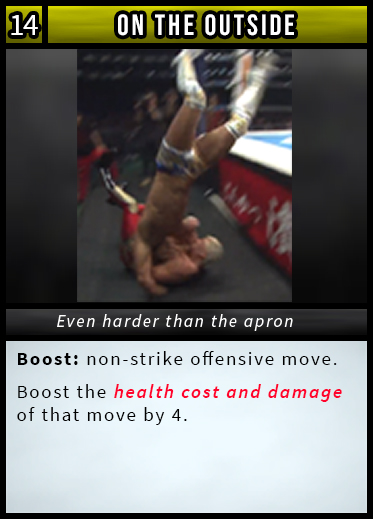 14
ON THE OUTSIDE
Even harder than the apron
Boost: non-strike offensive move.
Boost the health cost and damage
of that move by 4.